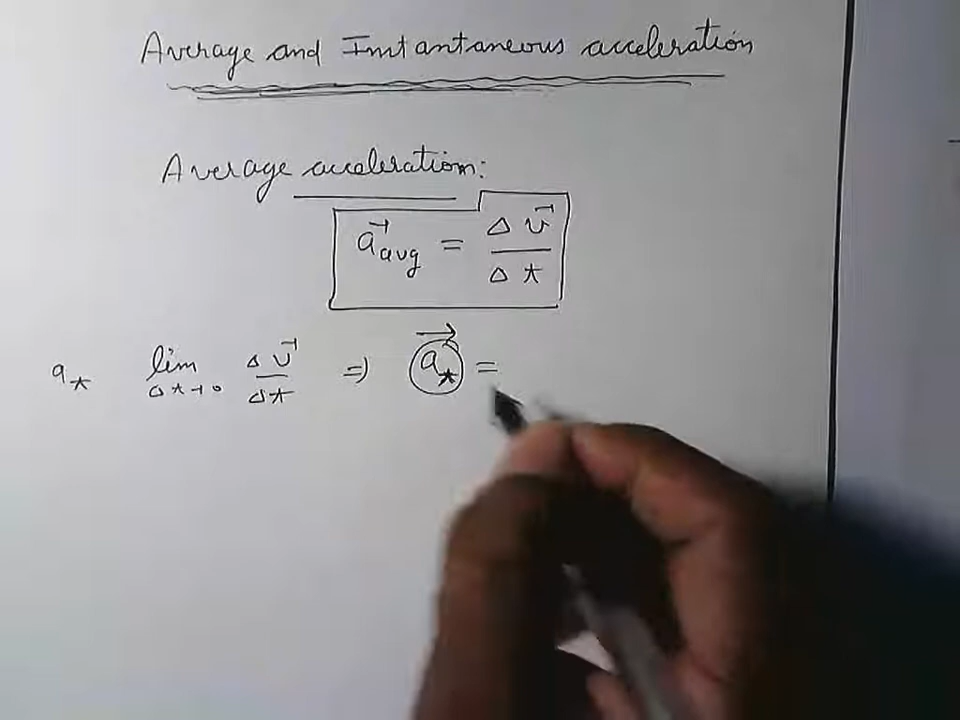 Average and Instantaneous acceleration
Average acceleration:
a⃗avg = Δv⃗ / Δt
at lim Δt→0 Δv⃗ / Δt ⇒ a⃗t =